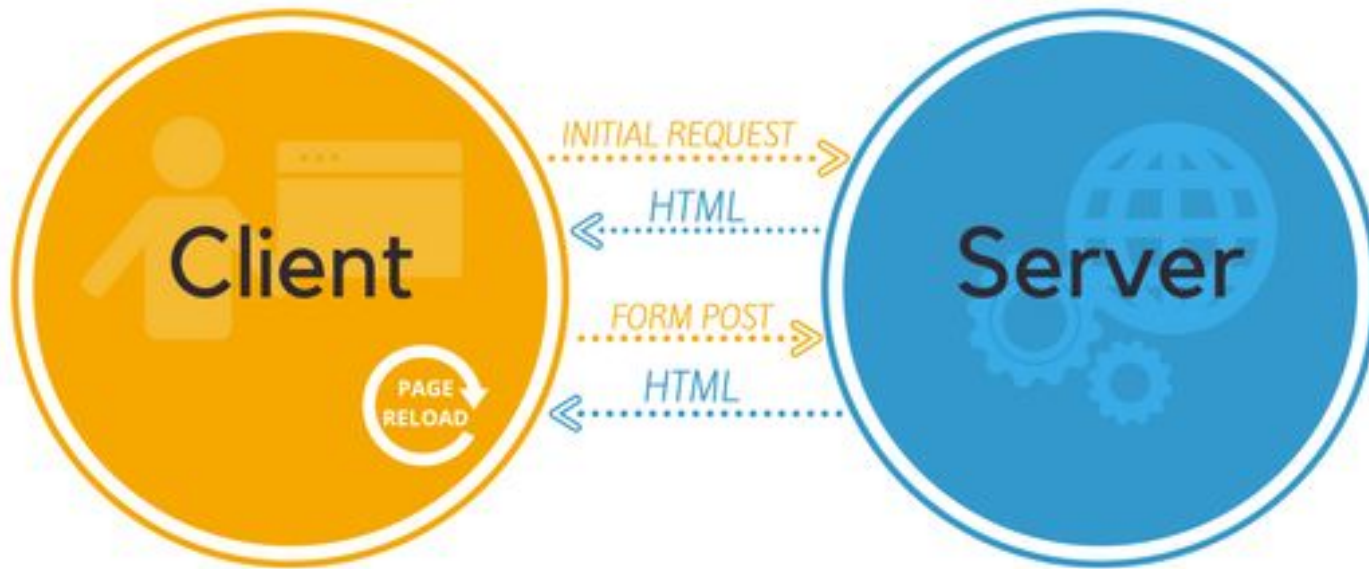 INITIAL REQUEST
HTML
Client
Server
FORM POST
HTML
PAGE
RELOAD